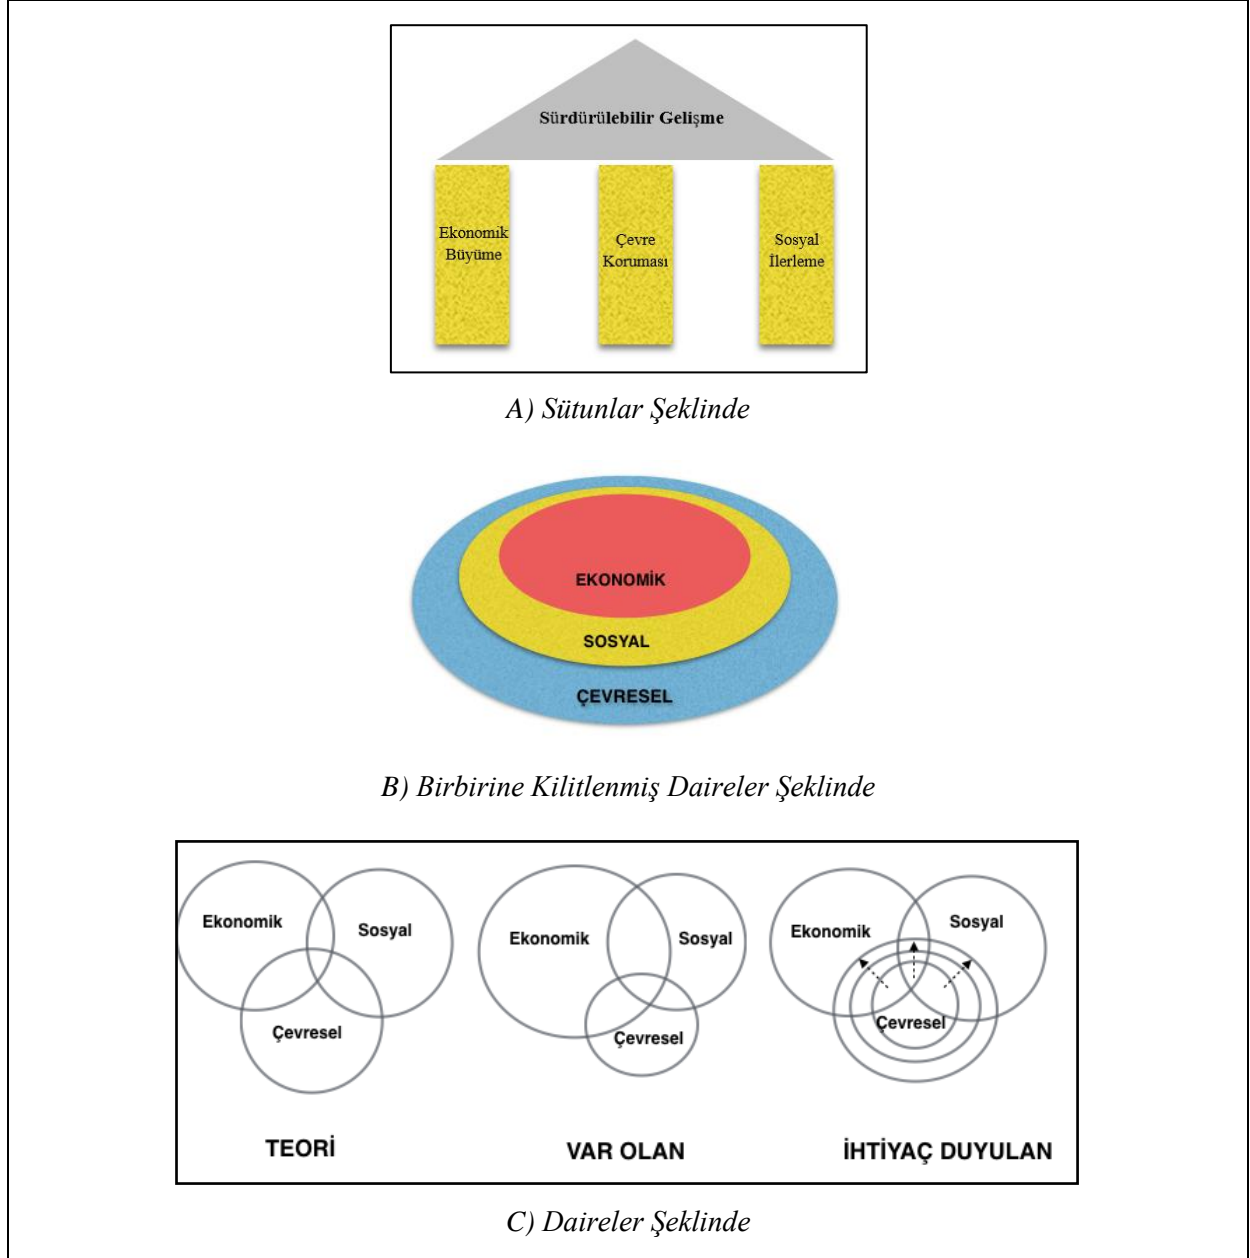 Sürdürülebilir Gelişme
Ekonomik
Büyüme
Çevre
Koruması
Sosyal
İlerleme
A) Sütunlar Şeklinde
EKONOMİK
SOSYAL
ÇEVRESEL
B) Birbirine Kilitlenmiş Daireler Şeklinde
Ekonomik
Sosyal
Çevresel
TEORİ
Ekonomik
Sosyal
Çevresel
VAR OLAN
Ekonomik
Sosyal
Çevresel
İHTİYAÇ DUYULAN
C) Daireler Şeklinde